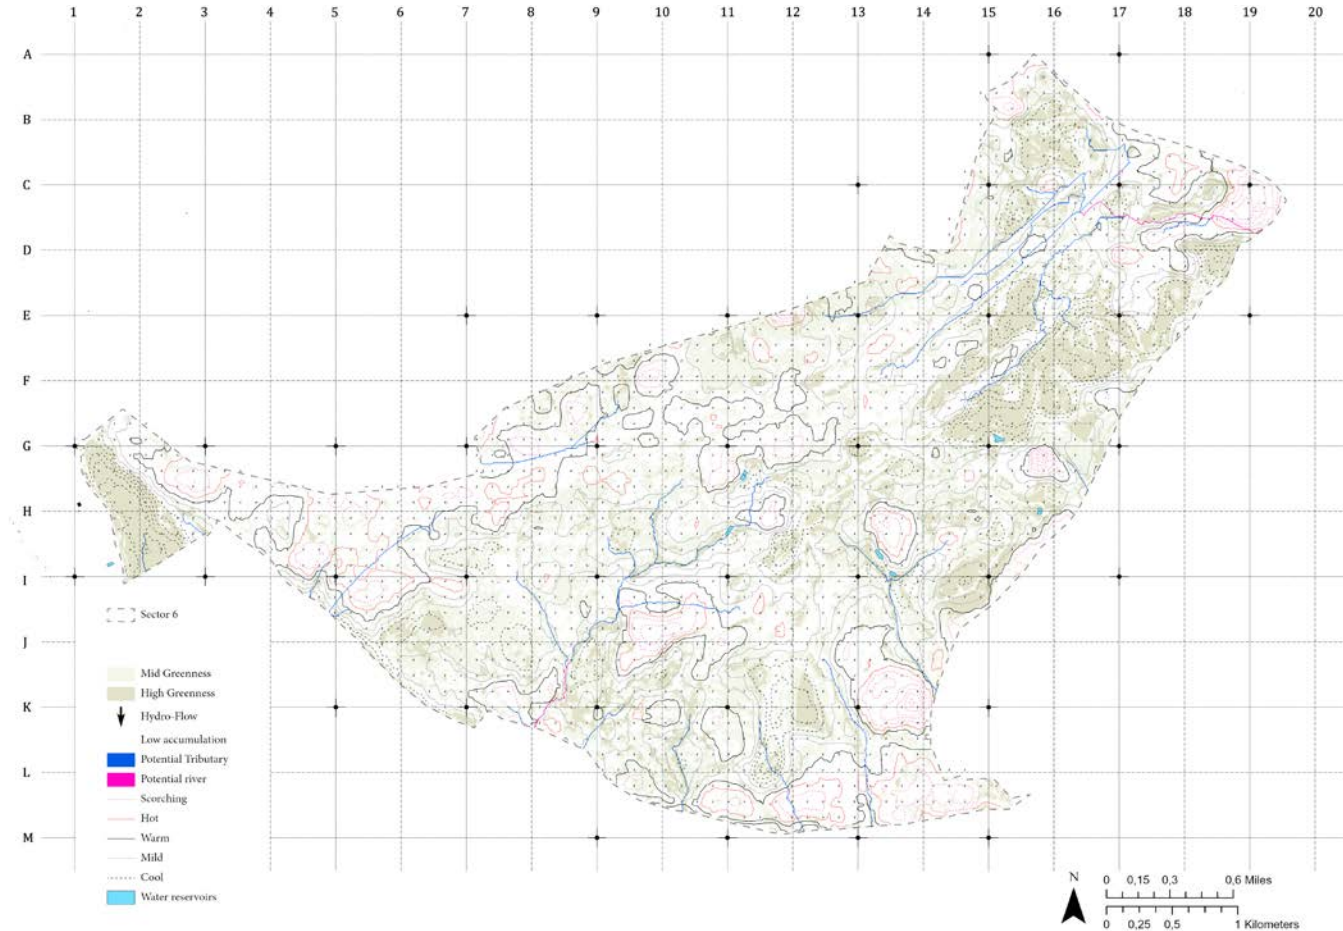 1 2 3 4 5 6 7 8 9 10 11 12 13 14 15 16 17 18 19 20
A
B
C
D
E
F
G
H
I
J
K
L
M
Sector 6
Mid Greenness
High Greenness
Hydro-Flow
Low accumulation
Potential Tributary
Potential river
Scorching
Hot
Warm
Mild
Cool
Water reservoirs
N
0 0,15 0,3 0,6 Miles
0 0,25 0,5 1 Kilometers